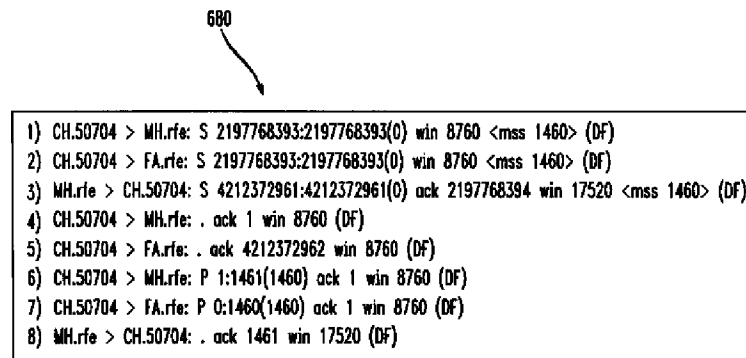 680
1) CH.50704 > MH.rfe: S 2197768393:2197768393(0) win 8760 <mss 1460> (DF)
2) CH.50704 > FA.rfe: S 2197768393:2197768393(0) win 8760 <mss 1460> (DF)
3) MH.rfe > CH.50704: S 4212372961:4212372961(0) ack 2197768394 win 17520 <mss 1460> (DF)
4) CH.50704 > MH.rfe: . ack 1 win 8760 (DF)
5) CH.50704 > FA.rfe: . ack 4212372962 win 8760 (DF)
6) CH.50704 > MH.rfe: P 1:1461(1460) ack 1 win 8760 (DF)
7) CH.50704 > FA.rfe: P 0:1460(1460) ack 1 win 8760 (DF)
8) MH.rfe > CH.50704: . ack 1461 win 17520 (DF)